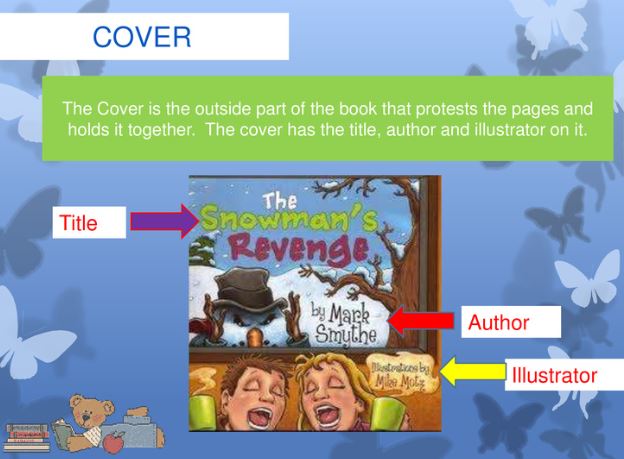 COVER
The Cover is the outside part of the book that protests the pages and
holds it together. The cover has the title, author and illustrator on it.
The
Snowman's
Revenge
Title
by Mark
Smythe
Author
Illustrations by
Mike Motz
Illustrator